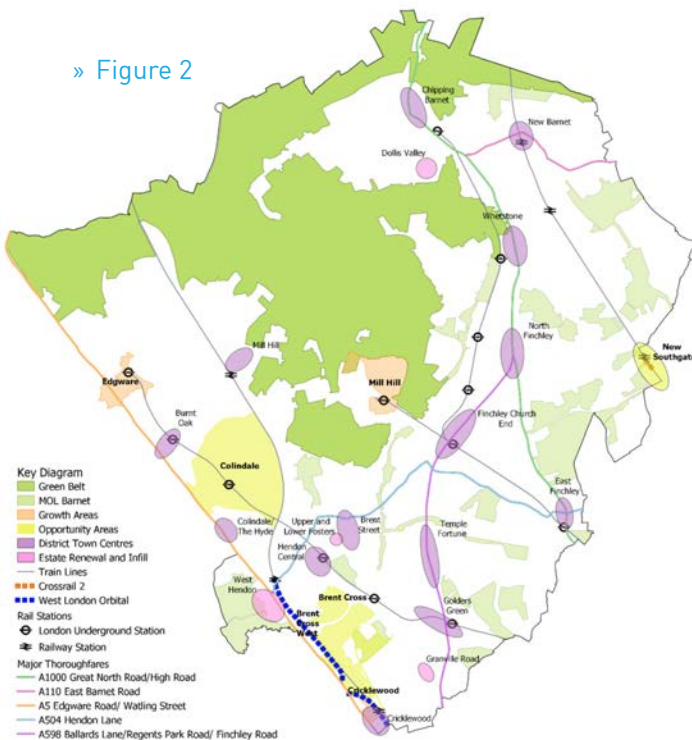 » Figure 2
Chipping
Barnet
New Barnet
Dollis Valley
Whetstone
North
Finchley
New
Southgate
Mill Hill
Edgware
Mill Hill
Burnt
Oak
Finchley Church
End
Colindale
East
Finchley
Colindale/
The Hyde
Upper and
Lower Fosters
Brent
Street
Hendon
Central
Temple
Fortune
West
Hendon
Brent Cross
Brent
Cross
West
Golders
Green
Granville Road
Cricklewood
Cricklewood
Key Diagram
Green Belt
MOL Barnet
Growth Areas
Opportunity Areas
District Town Centres
Estate Renewal and Infill
Train Lines
Crossrail 2
West London Orbital
Rail Stations
London Underground Station
Railway Station
Major Thoroughfares
A1000 Great North Road/High Road
A110 East Barnet Road
A5 Edgware Road/ Watling Street
A504 Hendon Lane
A598 Ballards Lane/Regents Park Road/ Finchley Road